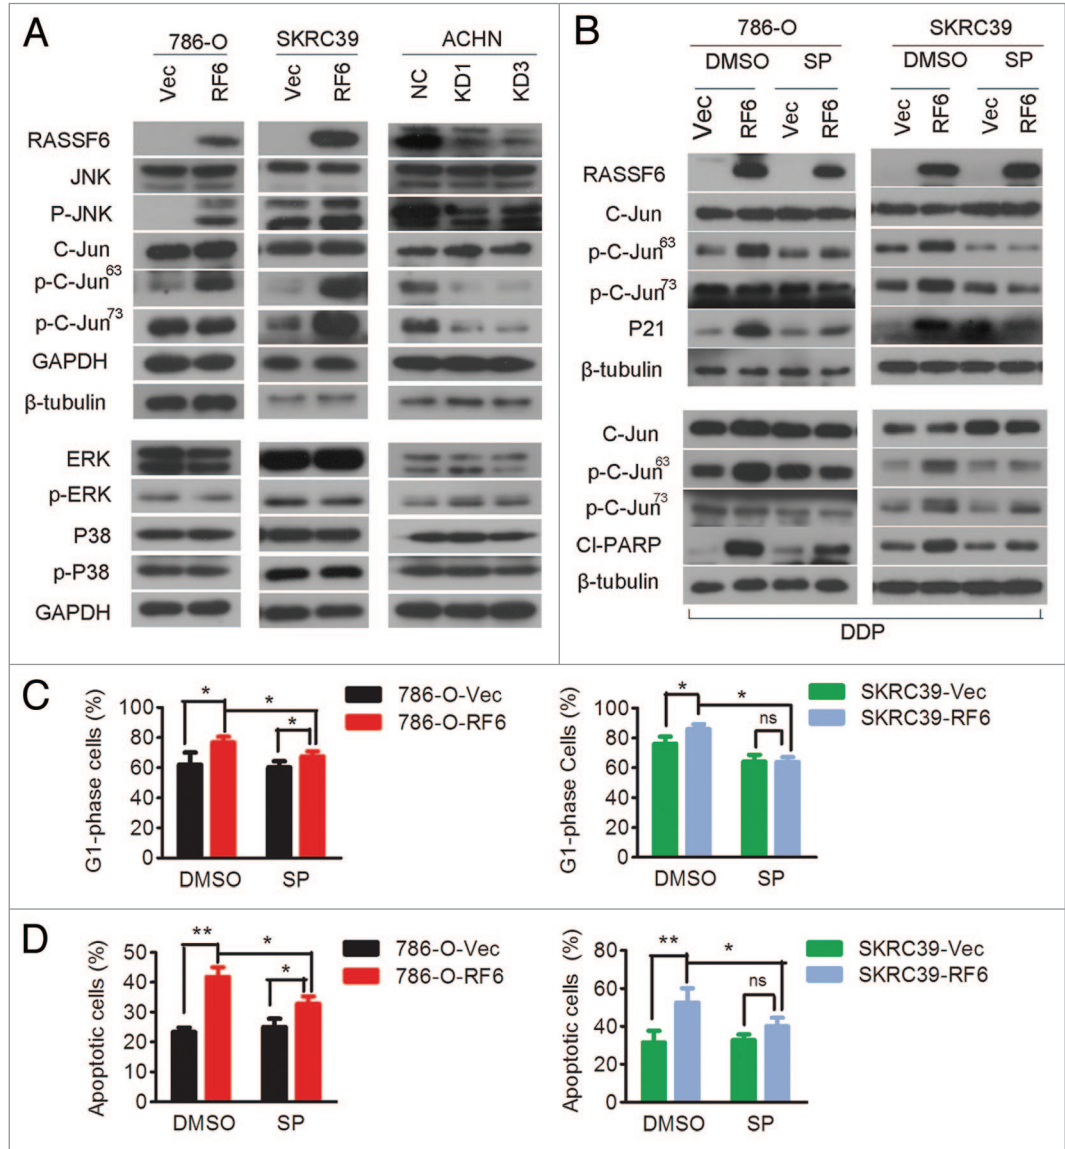 A
786-O
SKRC39
ACHN
Vec
RF6
Vec
RF6
NC
KD1
KD3
RASSF6
JNK
P-JNK
C-Jun
p-C-Jun63
p-C-Jun73
GAPDH
β-tubulin
ERK
p-ERK
P38
p-P38
GAPDH
B
786-O
SKRC39
DMSO
SP
DMSO
SP
Vec
RF6
Vec
RF6
Vec
RF6
Vec
RF6
RASSF6
C-Jun
p-C-Jun63
p-C-Jun73
P21
β-tubulin
C-Jun
p-C-Jun63
p-C-Jun73
Cl-PARP
β-tubulin
DDP
C
G1-phase cells (%)
100
80
60
40
20
0
*
*
*
DMSO
SP
786-O-Vec
786-O-RF6
G1-phase Cells (%)
100
80
60
40
20
0
*
*
ns
DMSO
SP
SKRC39-Vec
SKRC39-RF6
D
Apoptotic cells (%)
50
40
30
20
10
0
**
*
*
DMSO
SP
786-O-Vec
786-O-RF6
Apoptotic cells (%)
80
60
40
20
0
**
*
ns
DMSO
SP
SKRC39-Vec
SKRC39-RF6